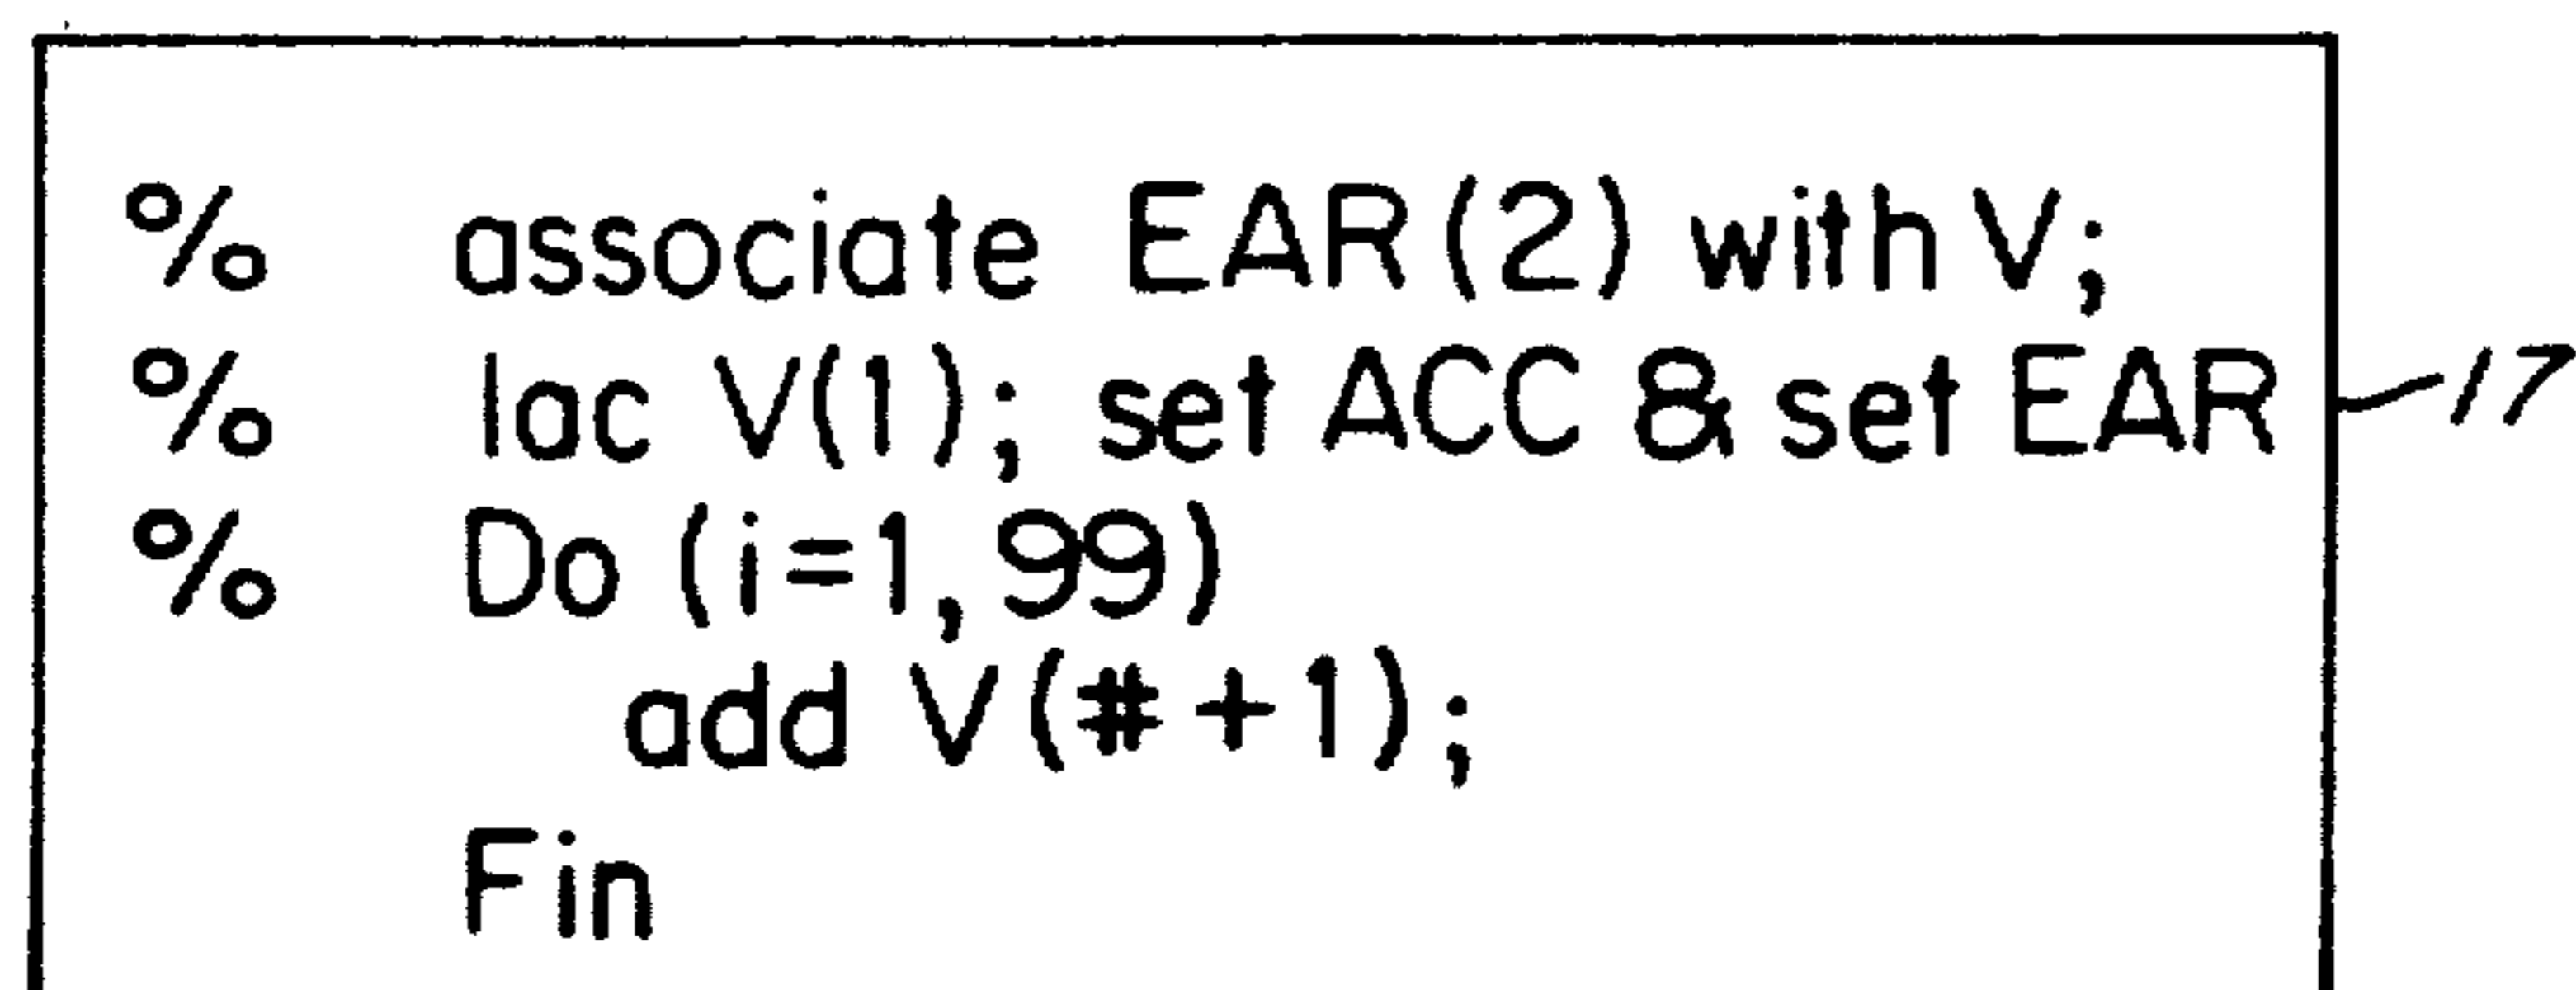 % associate EAR(2) with V;
% lac V(1); set ACC & set EAR 17
% Do (i=1,99)
add V(#+1);
Fin